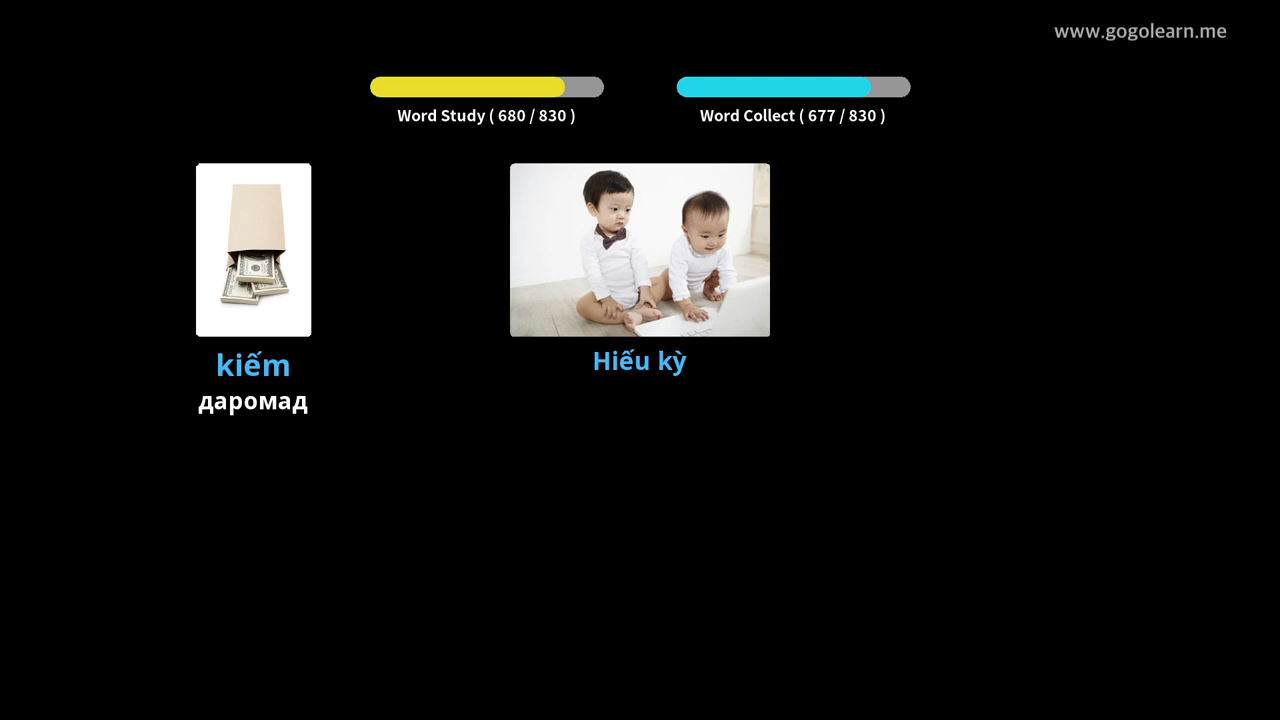 www.gogolearn.me
Word Study ( 680 / 830 )
Word Collect ( 677 / 830 )
kiếm
даромад
Hiếu kỳ